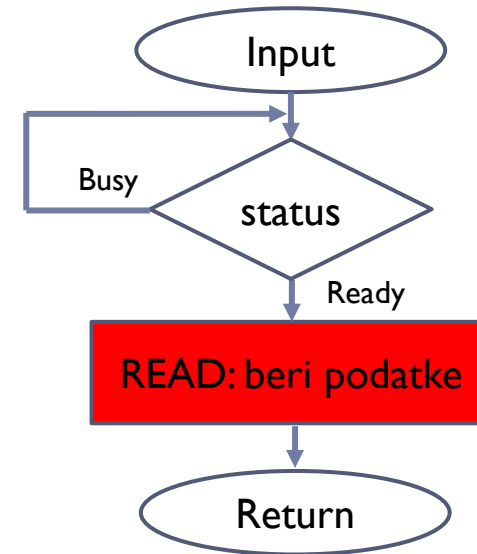 Input
Busy
status
Ready
READ: beri podatke
Return